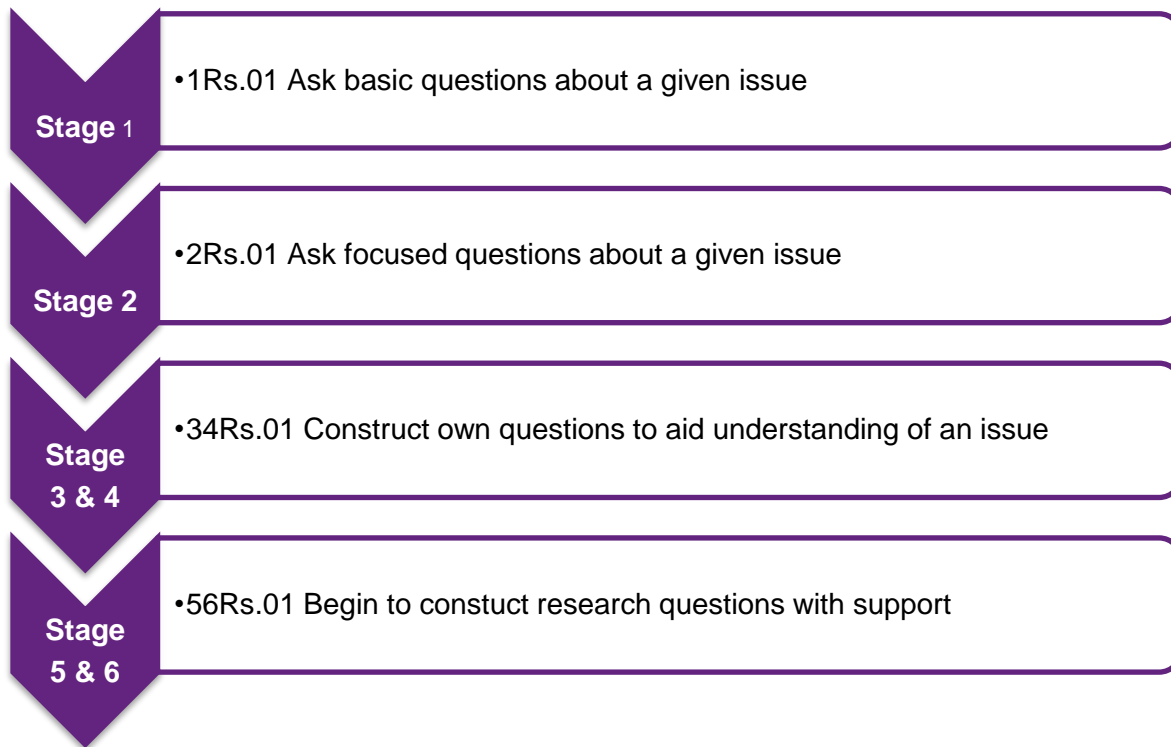 Stage 1
•1Rs.01 Ask basic questions about a given issue
Stage 2
•2Rs.01 Ask focused questions about a given issue
Stage
3 & 4
•34Rs.01 Construct own questions to aid understanding of an issue
Stage
5 & 6
•56Rs.01 Begin to constuct research questions with support